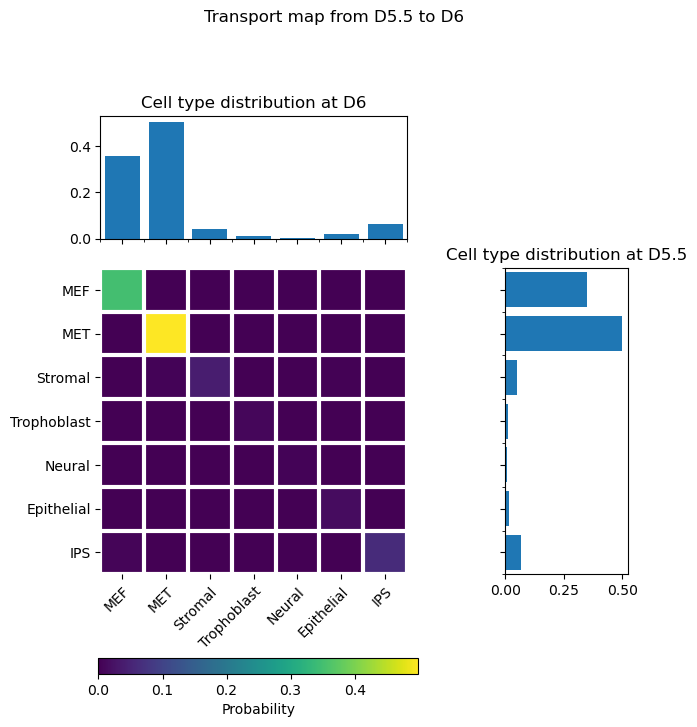 Transport map from D5.5 to D6
Cell type distribution at D6
0.4
0.2
0.0
Cell type distribution at D5.5
MEF
MET
Stromal
Trophoblast
Neural
Epithelial
IPS
0.00 0.25 0.50
MEF MET Stromal Trophoblast Neural Epithelial IPS
0.0 0.1 0.2 0.3 0.4
Probability